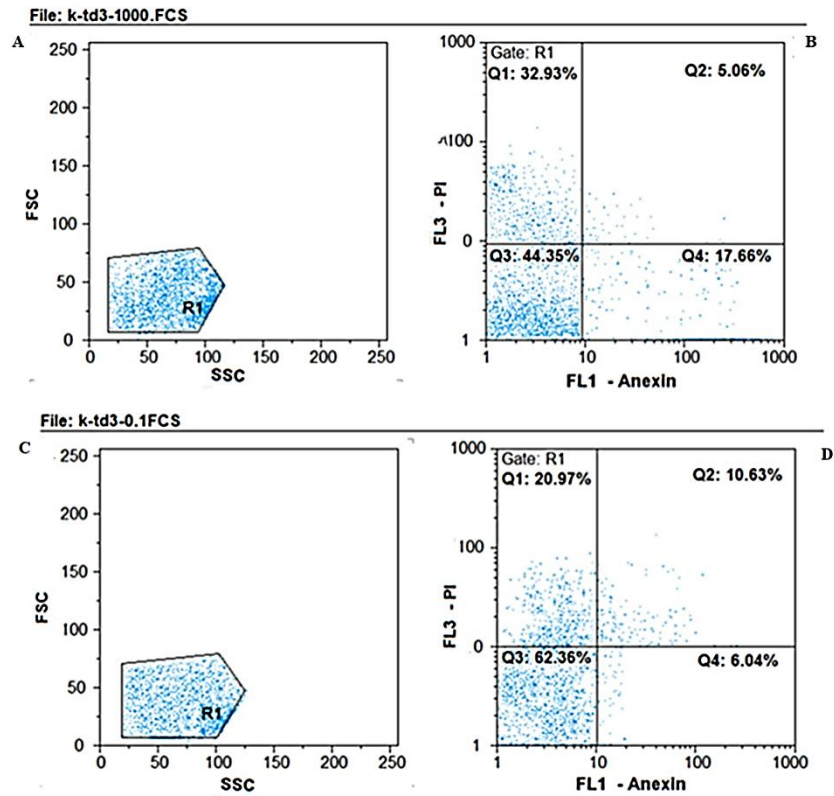 File: k-td3-1000.FCS
A
B
250
200
150
100
50
0
FSC
R1
0 50 100 150 200 250
SSC
1000
Λ100
0
1
FL3 - PI
Gate: R1
Q1: 32.93%
Q2: 5.06%
Q3: 44.35%
Q4: 17.66%
1 10 100 1000
FL1 - Anexin
File: k-td3-0.1FCS
C
D
250
200
150
100
50
0
FSC
R1
0 50 100 150 200 250
SSC
1000
100
0
1
FL3 - PI
Gate: R1
Q1: 20.97%
Q2: 10.63%
Q3: 62.36%
Q4: 6.04%
1 10 100 1000
FL1 - Anexin